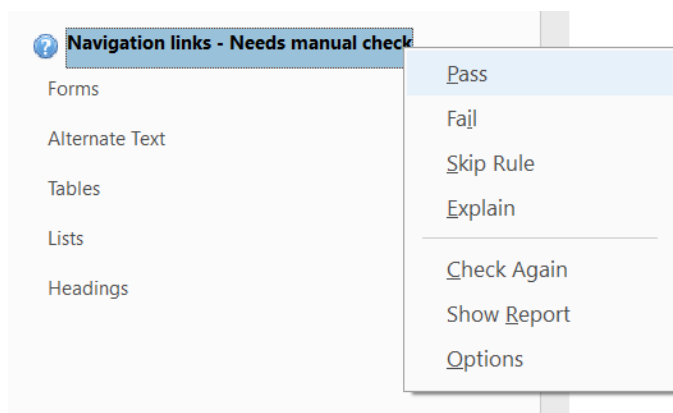 Navigation links - Needs manual check
Forms
Alternate Text
Tables
Lists
Headings
Pass
Fail
Skip Rule
Explain
Check Again
Show Report
Options